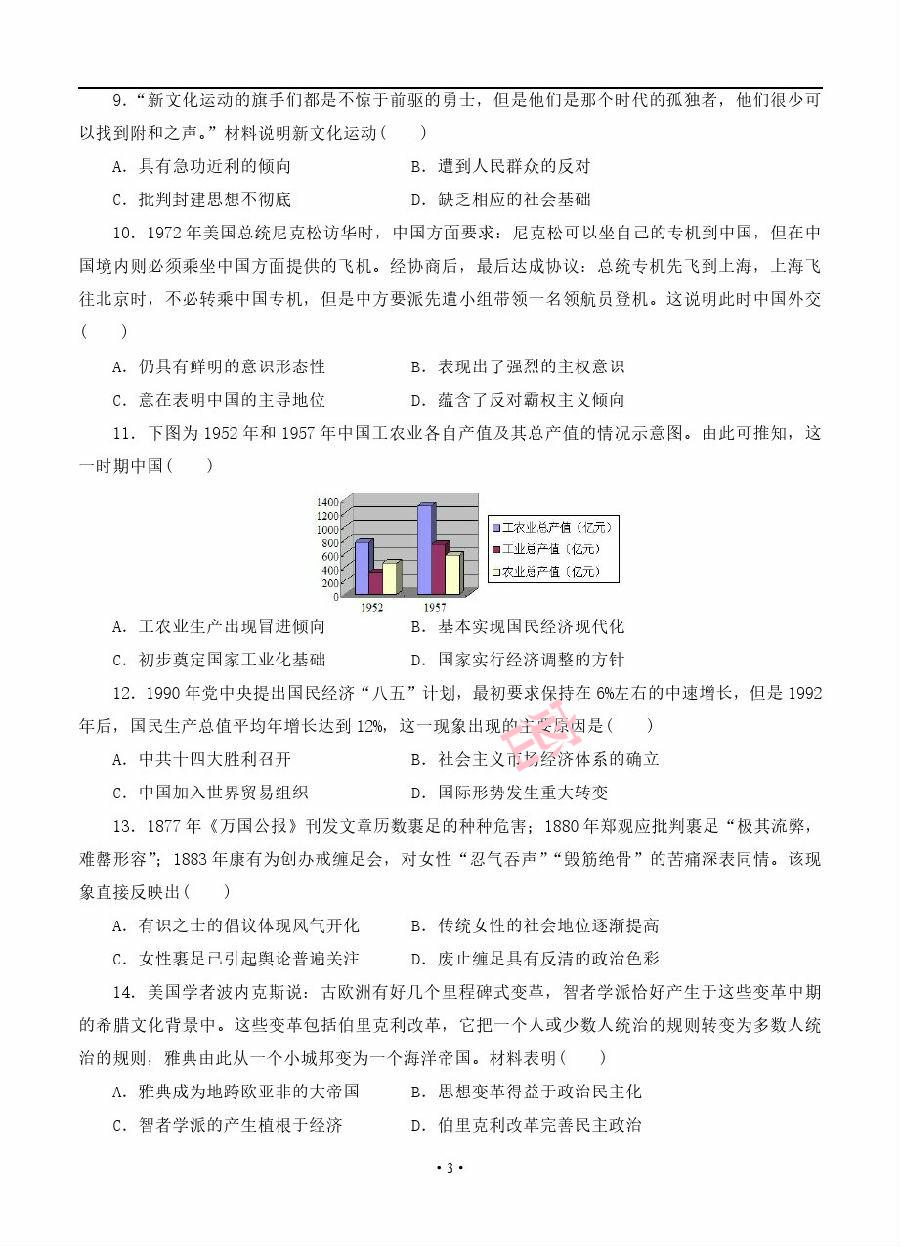 9．“新文化运动的旗手们都是不惊于前驱的勇士，但是他们是那个时代的孤独者，他们很少可
以找到附和之声。”材料说明新文化运动(　　)
A．具有急功近利的倾向　　B．遭到人民群众的反对
C．批判封建思想不彻底　　D．缺乏相应的社会基础
10．1972年美国总统尼克松访华时，中国方面要求：尼克松可以坐自己的专机到中国，但在中
国境内则必须乘坐中国方面提供的飞机。经协商后，最后达成协议：总统专机先飞到上海，上海飞
往北京时，不必转乘中国专机，但是中方要派先遣小组带领一名领航员登机。这说明此时中国外交
(　　)
A．仍具有鲜明的意识形态性　　B．表现出了强烈的主权意识
C．意在表明中国的主导地位　　D．蕴含了反对霸权主义倾向
11．下图为1952年和1957年中国工农业各自产值及其总产值的情况示意图。由此可推知，这
一时期中国(　　)
1400
1200
1000
800
600
400
200
0
1952　1957
工农业总产值（亿元）
工业总产值（亿元）
农业总产值（亿元）
A．工农业生产出现冒进倾向　　B．基本实现国民经济现代化
C．初步奠定国家工业化基础　　D．国家实行经济调整的方针
12．1990年党中央提出国民经济“八五”计划，最初要求保持在6%左右的中速增长，但是1992
年后，国民生产总值平均年增长达到12%，这一现象出现的主要原因是(　　)
A．中共十四大胜利召开　　B．社会主义市场经济体系的确立
C．中国加入世界贸易组织　　D．国际形势发生重大转变
13．1877年《万国公报》刊发文章历数裹足的种种危害；1880年郑观应批判裹足“极其流弊，
难罄形容”；1883年康有为创办戒缠足会，对女性“忍气吞声”“毁筋绝骨”的苦痛深表同情。该现
象直接反映出(　　)
A．有识之士的倡议体现风气开化　　B．传统女性的社会地位逐渐提高
C．女性裹足已引起舆论普遍关注　　D．废止缠足具有反清的政治色彩
14．美国学者波内克斯说：古欧洲有好几个里程碑式变革，智者学派恰好产生于这些变革中期
的希腊文化背景中。这些变革包括伯里克利改革，它把一个人或少数人统治的规则转变为多数人统
治的规则，雅典由此从一个小城邦变为一个海洋帝国。材料表明(　　)
A．雅典成为地跨欧亚非的大帝国　　B．思想变革得益于政治民主化
C．智者学派的产生植根于经济　　D．伯里克利改革完善民主政治
·3·